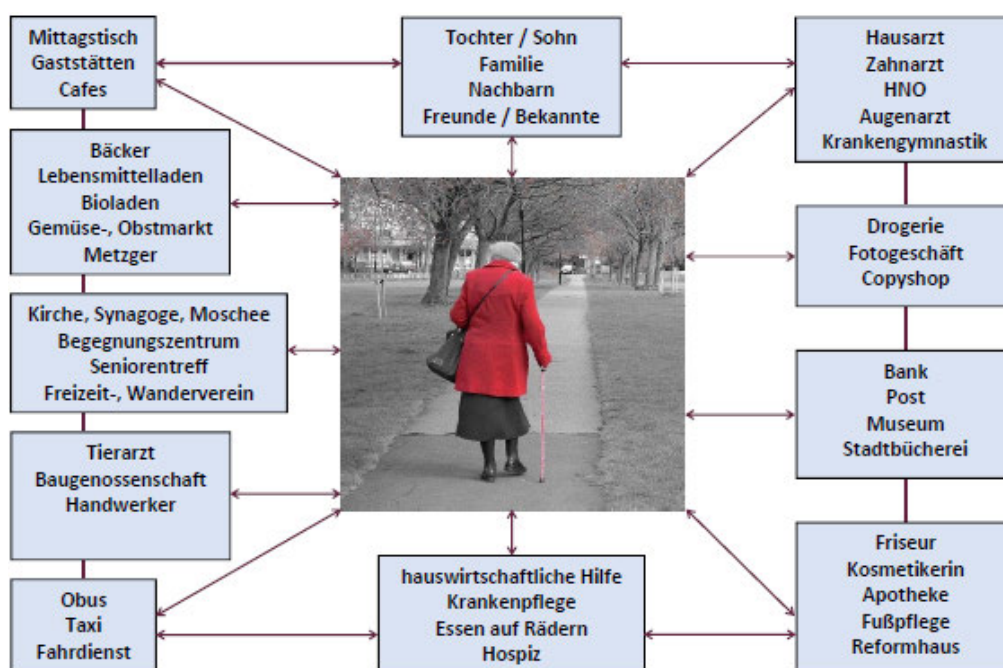 Mittagstisch
Gaststätten
Cafes
Tochter / Sohn
Familie
Nachbarn
Freunde / Bekannte
Hausarzt
Zahnarzt
HNO
Augenarzt
Krankengymnastik
Bäcker
Lebensmittelladen
Bioladen
Gemüse-, Obstmarkt
Metzger
Drogerie
Fotogeschäft
Copyshop
Kirche, Synagoge, Moschee
Begegnungszentrum
Seniorentreff
Freizeit-, Wanderverein
Bank
Post
Museum
Stadtbücherei
Tierarzt
Baugenossenschaft
Handwerker
Friseur
Kosmetikerin
Apotheke
Fußpflege
Reformhaus
Obus
Taxi
Fahrdienst
hauswirtschaftliche Hilfe
Krankenpflege
Essen auf Rädern
Hospiz